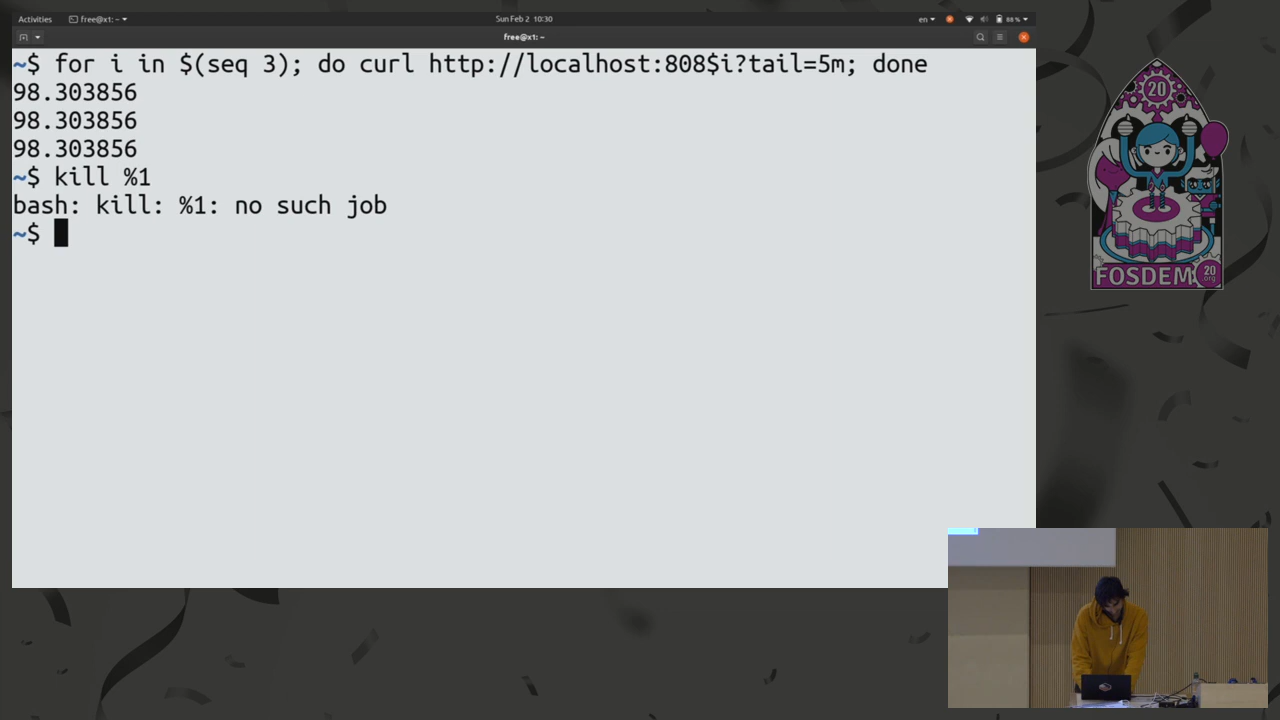 Activities
free@x1: ~
Sun Feb 2 10:30
en
88 %
free@x1: ~
~$ for i in $(seq 3); do curl http://localhost:808$i?tail=5m; done
98.303856
98.303856
98.303856
~$ kill %1
bash: kill: %1: no such job
~$
20
FOSDEM
20
.org